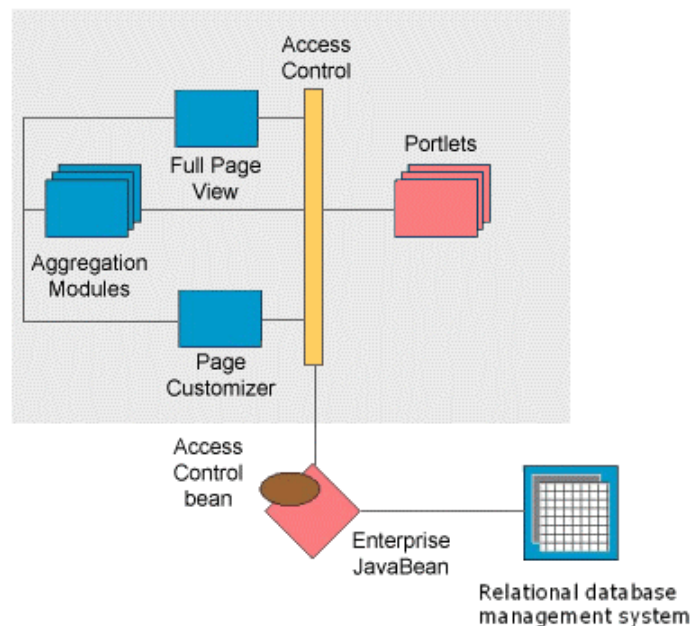 Access
Control
Full Page
View
Portlets
Aggregation
Modules
Page
Customizer
Access
Control
bean
Enterprise
JavaBean
Relational database
management system